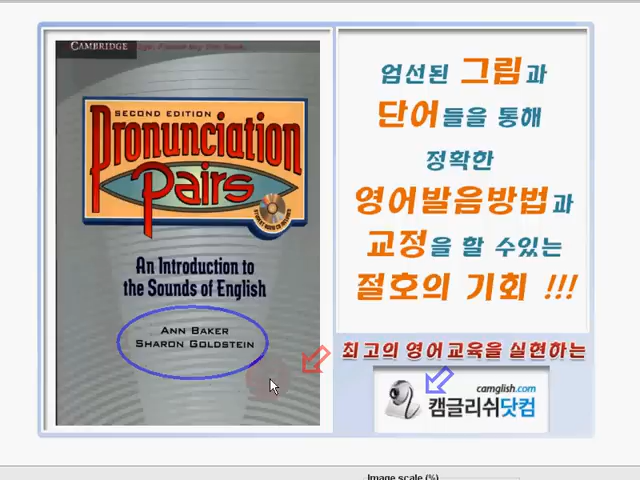 CAMBRIDGE
SECOND EDITION
Pronunciation
Pairs
An Introduction to
the Sounds of English
ANN BAKER
SHARON GOLDSTEIN
엄선된 그림과
단어들을 통해
정확한
영어발음방법과
교정을 할 수있는
절호의 기회 !!!
최고의 영어교육을 실현하는
camglish.com
캠글리쉬닷컴
Image scale (%)